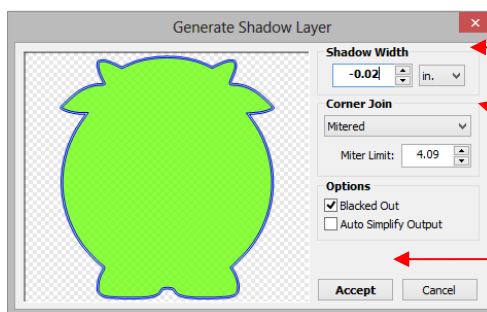 Generate Shadow Layer
Shadow Width
-0.02 in.
Corner Join
Mitered
Miter Limit: 4.09
Options
Blacked Out
Auto Simplify Output
Accept Cancel